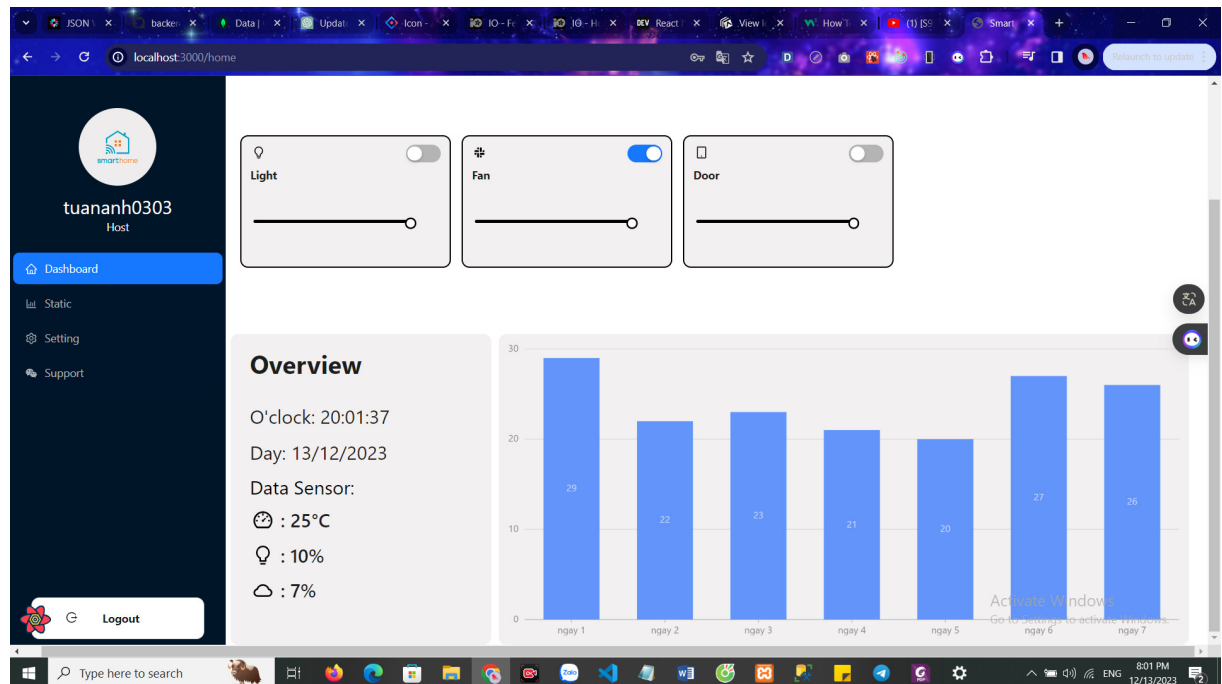 JSON V
backen
Data |
Updat
Icon -
IO - Fe
IO - H
DEV React
View l
How T
(1) [S9
Smart
localhost:3000/home
Relaunch to update
smarthome
tuananh0303
Host
Dashboard
Static
Setting
Support
Logout
Light
Fan
Door
Overview
O'clock: 20:01:37
Day: 13/12/2023
Data Sensor:
: 25°C
: 10%
: 7%
30
20
10
0
29
22
23
21
20
27
26
ngay 1
ngay 2
ngay 3
ngay 4
ngay 5
ngay 6
ngay 7
Activate Windows
Go to Settings to activate Windows.
Type here to search
Zalo
ENG
8:01 PM
12/13/2023
2